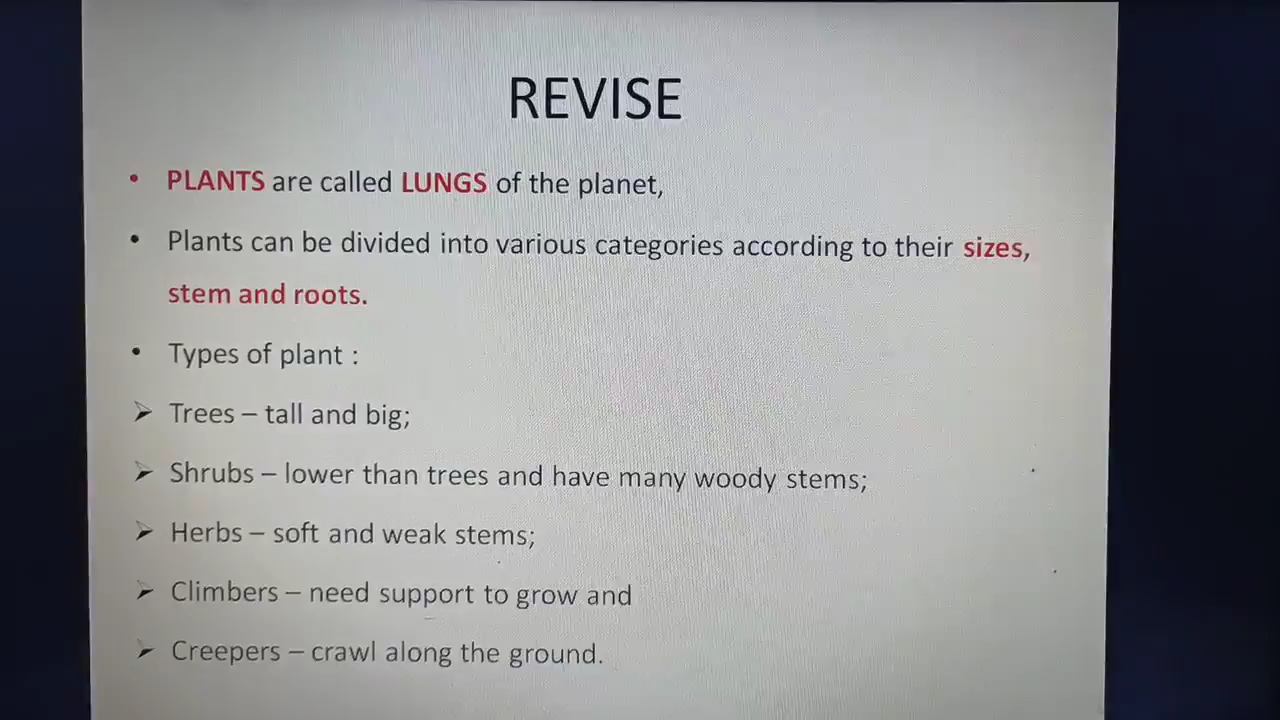 REVISE
• PLANTS are called LUNGS of the planet,
• Plants can be divided into various categories according to their sizes,
stem and roots.
• Types of plant :
➢ Trees – tall and big;
➢ Shrubs – lower than trees and have many woody stems;
➢ Herbs – soft and weak stems;
➢ Climbers – need support to grow and
➢ Creepers – crawl along the ground.